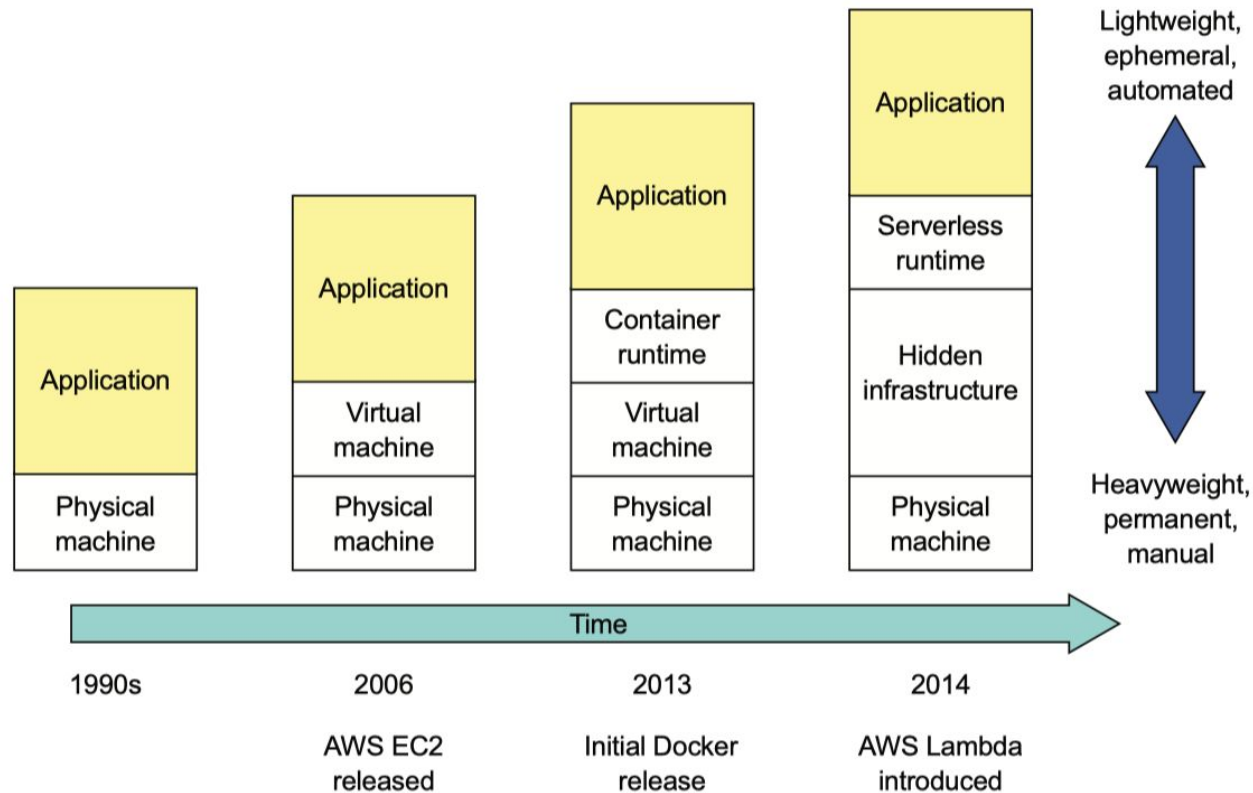 Application
Physical
machine
Application
Virtual
machine
Physical
machine
Application
Container
runtime
Virtual
machine
Physical
machine
Application
Serverless
runtime
Hidden
infrastructure
Physical
machine
Lightweight,
ephemeral,
automated
Heavyweight,
permanent,
manual
Time
1990s
2006
AWS EC2
released
2013
Initial Docker
release
2014
AWS Lambda
introduced